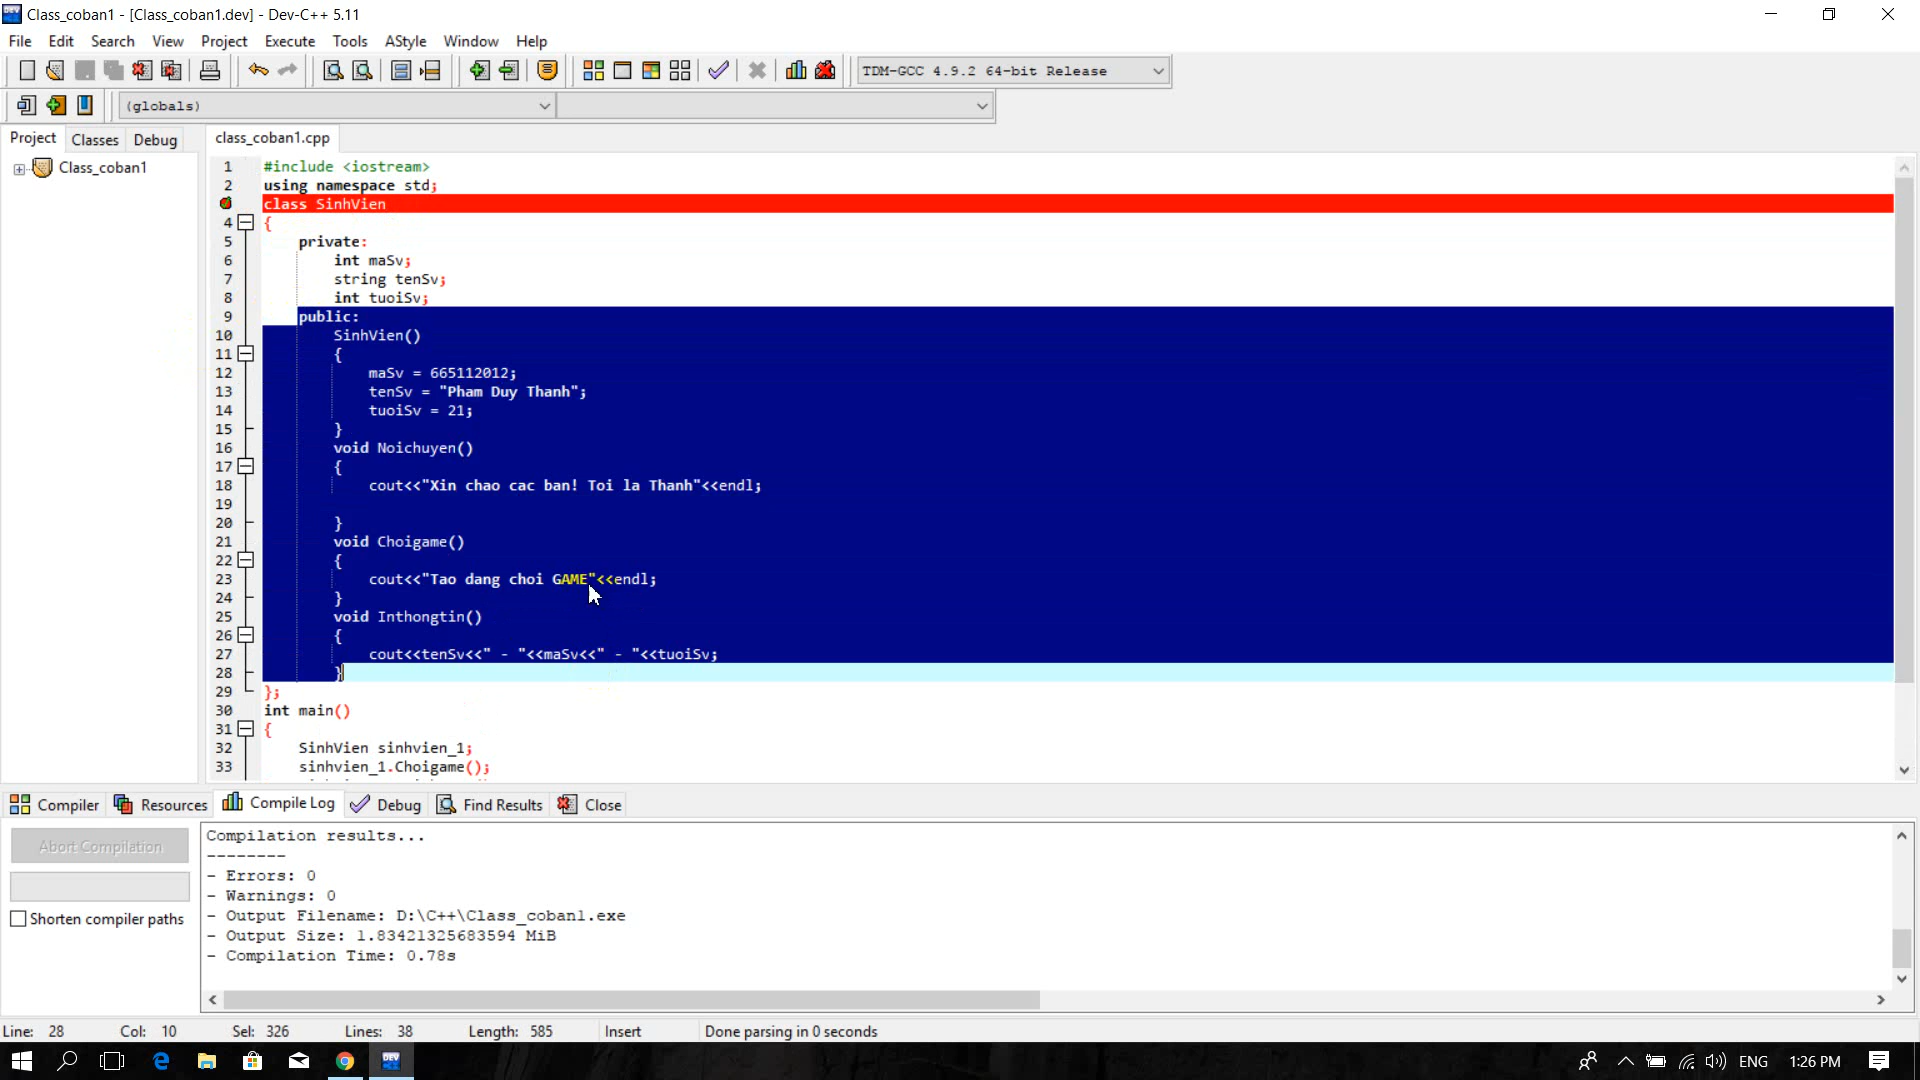 Class_coban1 - [Class_coban1.dev] - Dev-C++ 5.11
File Edit Search View Project Execute Tools AStyle Window Help
TDM-GCC 4.9.2 64-bit Release
(globals)
Project Classes Debug class_coban1.cpp
Class_coban1
1 #include <iostream>
2 using namespace std;
class SinhVien
4 {
5 private:
6 int maSv;
7 string tenSv;
8 int tuoiSv;
9 public:
10 SinhVien()
11 {
12 maSv = 665112012;
13 tenSv = "Pham Duy Thanh";
14 tuoiSv = 21;
15 }
16 void Noichuyen()
17 {
18 cout<<"Xin chao cac ban! Toi la Thanh"<<endl;
19
20 }
21 void Choigame()
22 {
23 cout<<"Tao dang choi GAME"<<endl;
24 }
25 void Inthongtin()
26 {
27 cout<<tenSv<<" - "<<maSv<<" - "<<tuoiSv;
28 }
29 };
30 int main()
31 {
32 SinhVien sinhvien_1;
33 sinhvien_1.Choigame();
Compiler Resources Compile Log Debug Find Results Close
Abort Compilation
Shorten compiler paths
Compilation results...
--------
- Errors: 0
- Warnings: 0
- Output Filename: D:\C++\Class_coban1.exe
- Output Size: 1.83421325683594 MiB
- Compilation Time: 0.78s
Line: 28 Col: 10 Sel: 326 Lines: 38 Length: 585 Insert Done parsing in 0 seconds
DEV
ENG 1:26 PM